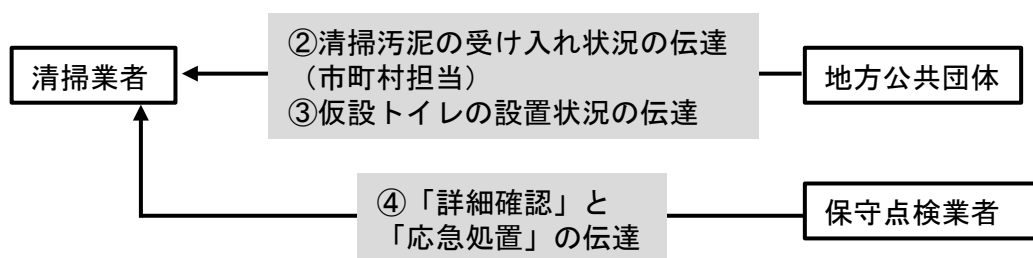 ②清掃汚泥の受け入れ状況の伝達
（市町村担当）
③仮設トイレの設置状況の伝達
清掃業者
地方公共団体
④「詳細確認」と
「応急処置」の伝達
保守点検業者